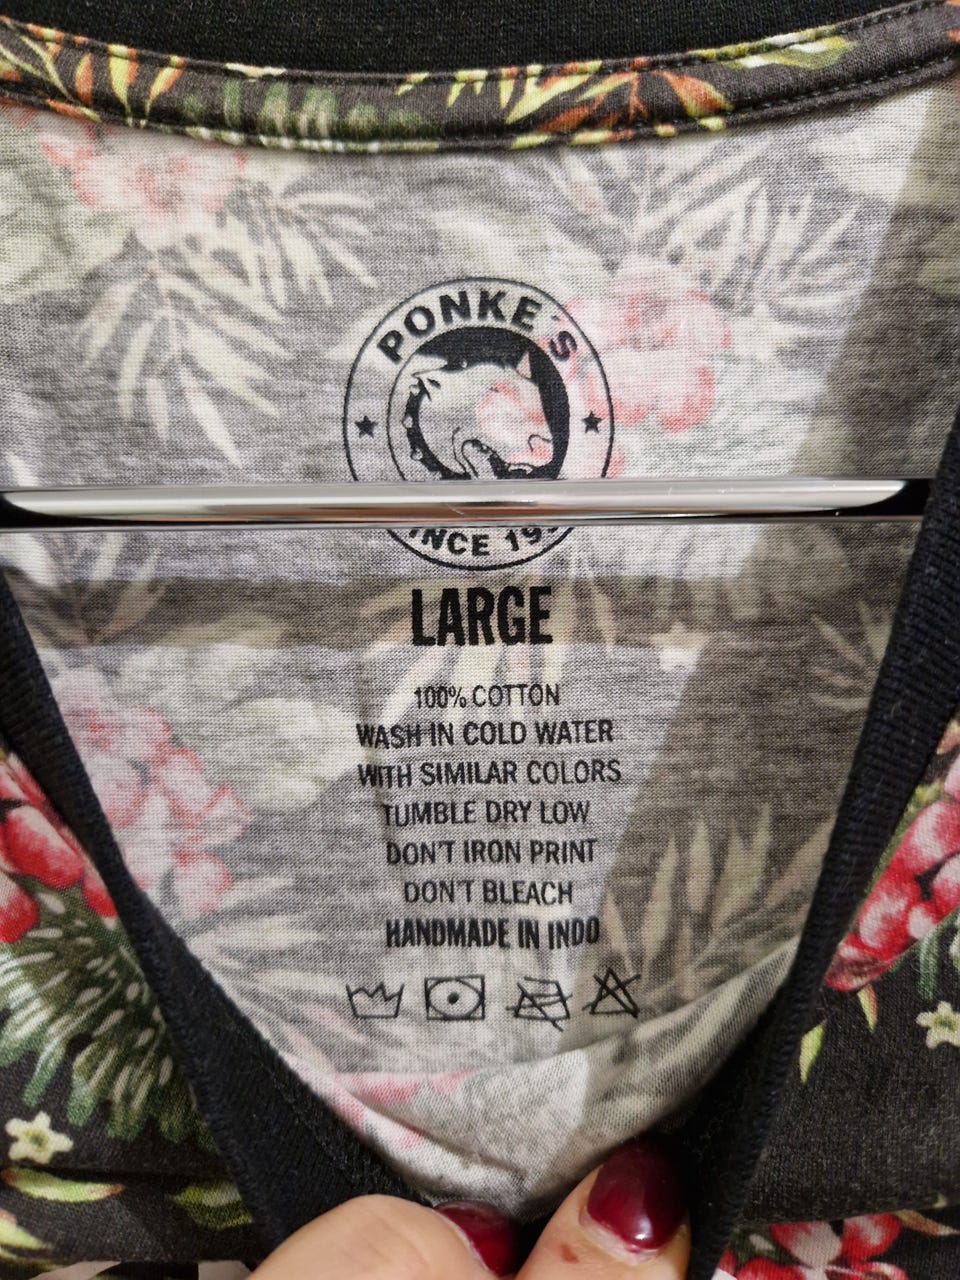 PONKE´S
LARGE
100% COTTON
WASH IN COLD WATER
WITH SIMILAR COLORS
TUMBLE DRY LOW
DON'T IRON PRINT
DON'T BLEACH
HANDMADE IN INDO